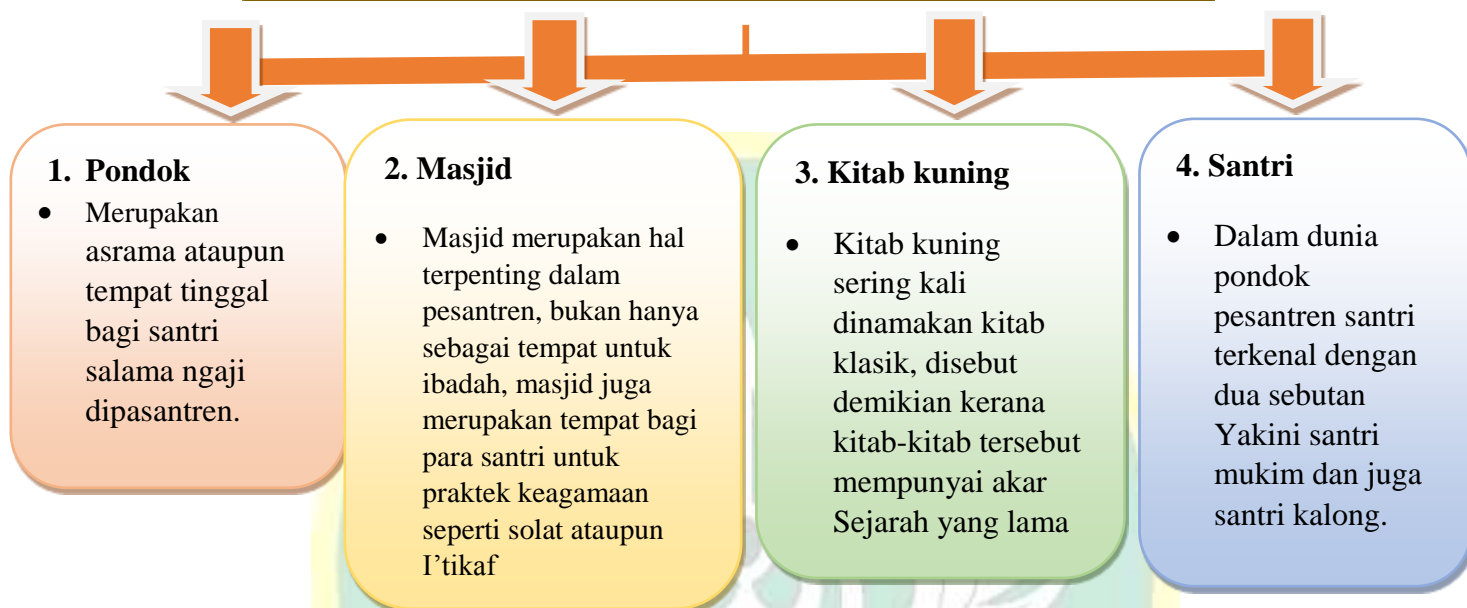 1. Pondok
• Merupakan
asrama ataupun
tempat tinggal
bagi santri
salama ngaji
dipasantren.
2. Masjid
• Masjid merupakan hal
terpenting dalam
pesantren, bukan hanya
sebagai tempat untuk
ibadah, masjid juga
merupakan tempat bagi
para santri untuk
praktek keagamaan
seperti solat ataupun
I’tikaf
3. Kitab kuning
• Kitab kuning
sering kali
dinamakan kitab
klasik, disebut
demikian kerana
kitab-kitab tersebut
mempunyai akar
Sejarah yang lama
4. Santri
• Dalam dunia
pondok
pesantren santri
terkenal dengan
dua sebutan
Yakini santri
mukim dan juga
santri kalong.